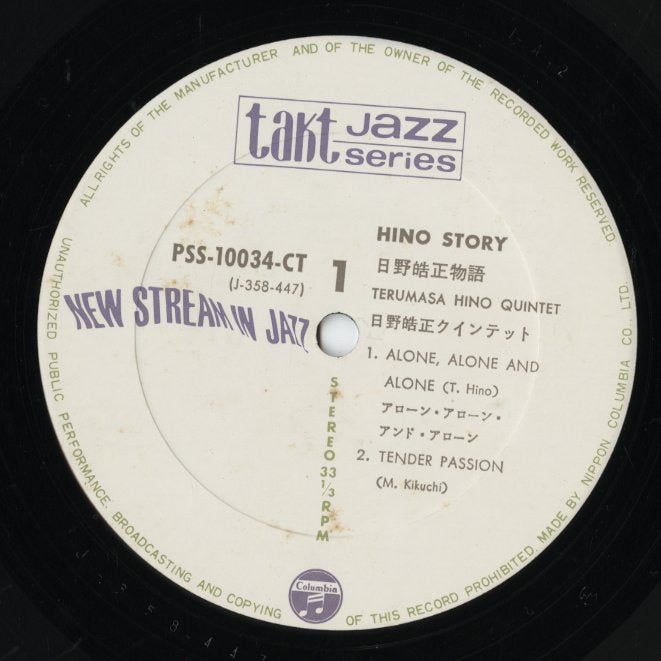 takt jazz
series
HINO STORY
PSS-10034-CT
(J-358-447)
1
日野皓正物語
TERUMASA HINO QUINTET
日野皓正クインテット
NEW STREAM IN JAZZ
1. ALONE, ALONE AND
ALONE (T. Hino)
アローン・アローン・
アンド・アローン
2. TENDER PASSION
(M. Kikuchi)
STEREO 33 1/3 RPM
Columbia
ALL RIGHTS OF THE MANUFACTURER AND OF THE OWNER OF THE RECORDED WORK RESERVED.
UNAUTHORIZED PUBLIC PERFORMANCE. BROADCASTING AND COPYING OF THIS RECORD PROHIBITED. MADE BY NIPPON COLUMBIA CO., LTD.